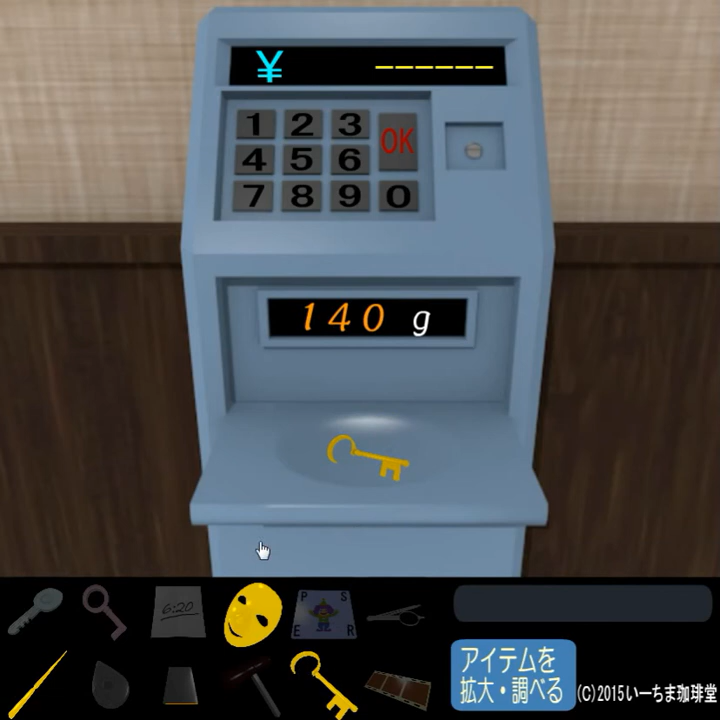 ¥ ------
1 2 3 OK
4 5 6
7 8 9 0
140 g
6:20
P S
E R
アイテムを
拡大・調べる
(C)2015いーちま珈琲堂